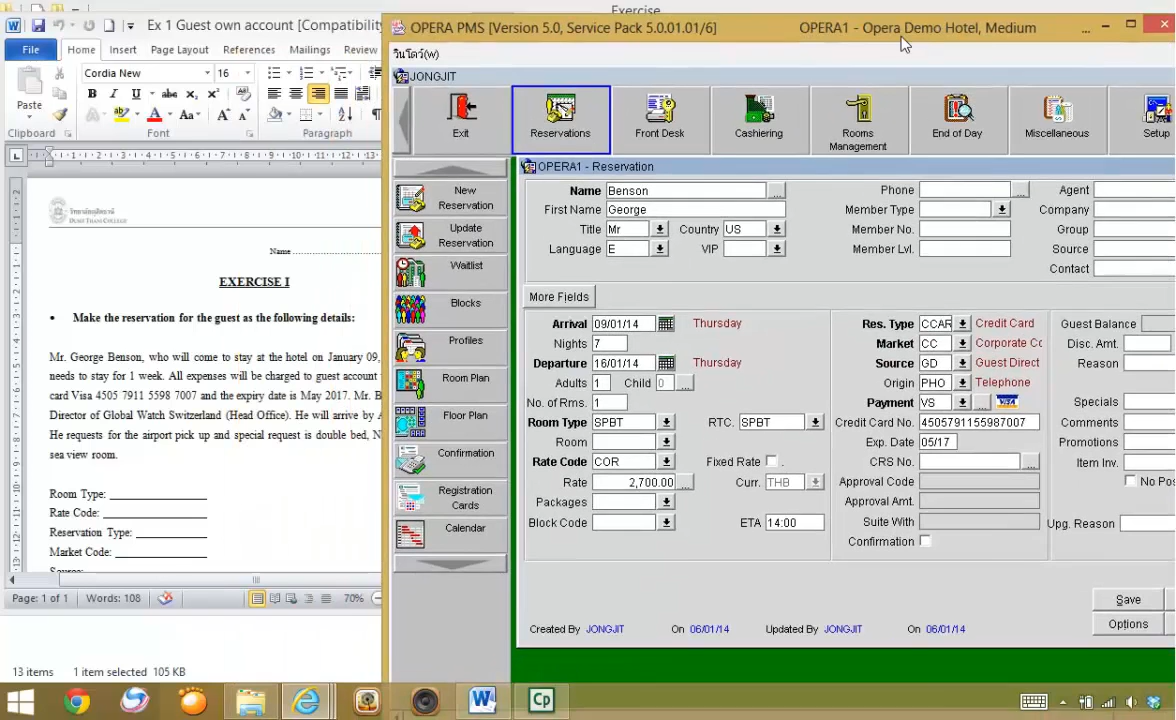 Exercise
Ex 1 Guest own account [Compatibility
File Home Insert Page Layout References Mailings Review
Cordia New 16
Paste
B I U abc x₂ x²
Clipboard Font Paragraph
DUSIT THANI COLLEGE
Name
EXERCISE I
• Make the reservation for the guest as the following details:
Mr. George Benson, who will come to stay at the hotel on January 09,
needs to stay for 1 week. All expenses will be charged to guest account
card Visa 4505 7911 5598 7007 and the expiry date is May 2017. Mr. B
Director of Global Watch Switzerland (Head Office). He will arrive by A
He requests for the airport pick up and special request is double bed, N
sea view room.
Room Type:
Rate Code:
Reservation Type:
Market Code:
Page: 1 of 1 Words: 108 70%
13 items 1 item selected 105 KB
OPERA PMS [Version 5.0, Service Pack 5.0.01.01/6] OPERA1 - Opera Demo Hotel, Medium ...
วินโดว์(w)
JONGJIT
Exit Reservations Front Desk Cashiering Rooms Management End of Day Miscellaneous Setup
New Reservation
Update Reservation
Waitlist
Blocks
Profiles
Room Plan
Floor Plan
Confirmation
Registration Cards
Calendar
OPERA1 - Reservation
Name Benson ... Phone ... Agent
First Name George Member Type Company
Title Mr Country US Member No. Group
Language E VIP Member Lvl. Source
Contact
More Fields
Arrival 09/01/14 Thursday Res. Type CCAR Credit Card Guest Balance
Nights 7 Market CC Corporate Cc Disc. Amt.
Departure 16/01/14 Thursday Source GD Guest Direct Reason
Adults 1 Child 0 ... Origin PHO Telephone
No. of Rms. 1 Payment VS ... VISA Specials
Room Type SPBT RTC. SPBT Credit Card No. 4505791155987007 Comments
Room Exp. Date 05/17 Promotions
Rate Code COR Fixed Rate . CRS No. ... Item Inv.
Rate 2,700.00 ... Curr. THB Approval Code No Pos
Packages Approval Amt.
Block Code ETA 14:00 Suite With Upg. Reason
Confirmation
Save
Options
Created By JONGJIT On 06/01/14 Updated By JONGJIT On 06/01/14
Cp